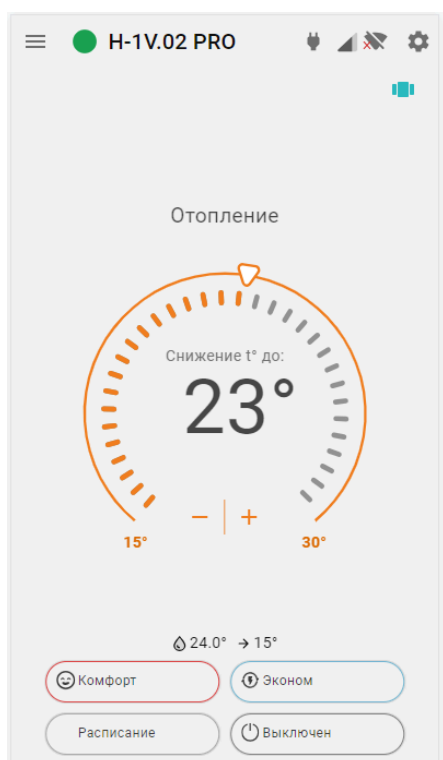 H-1V.02 PRO
Отопление
Снижение t° до:
23°
− +
15° 30°
24.0° → 15°
Комфорт Эконом
Расписание Выключен